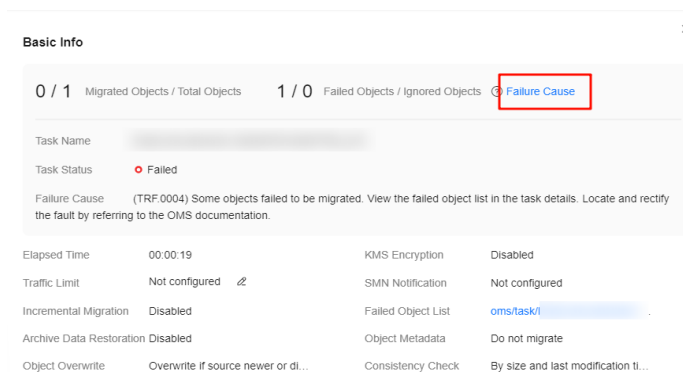 Basic Info
0 / 1 Migrated Objects / Total Objects 1 / 0 Failed Objects / Ignored Objects ? Failure Cause
Task Name
Task Status Failed
Failure Cause (TRF.0004) Some objects failed to be migrated. View the failed object list in the task details. Locate and rectify
the fault by referring to the OMS documentation.
Elapsed Time 00:00:19 KMS Encryption Disabled
Traffic Limit Not configured SMN Notification Not configured
Incremental Migration Disabled Failed Object List oms/task/
Archive Data Restoration Disabled Object Metadata Do not migrate
Object Overwrite Overwrite if source newer or di... Consistency Check By size and last modification ti...